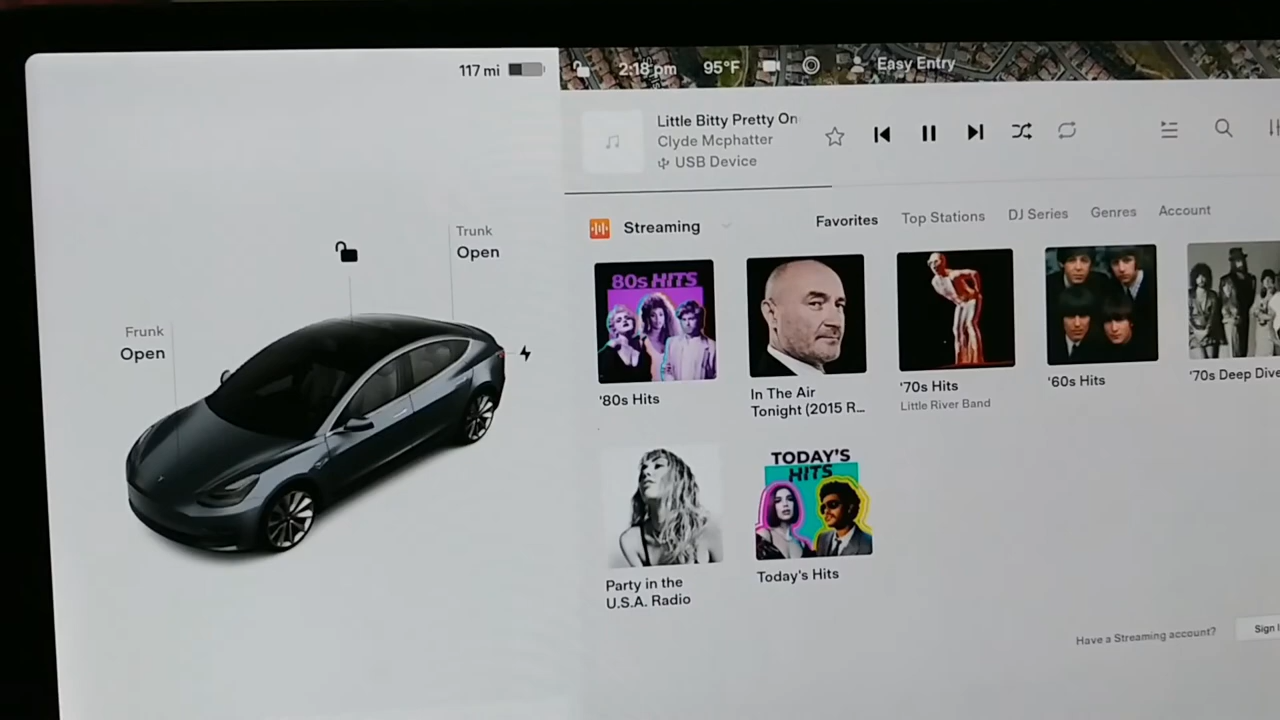 117 mi
2:18 pm 95°F Easy Entry
Little Bitty Pretty On
Clyde Mcphatter
USB Device
Streaming Favorites Top Stations DJ Series Genres Account
Trunk
Open
Frunk
Open
80s HITS
'80s Hits
In The Air
Tonight (2015 R...
'70s Hits
Little River Band
'60s Hits
'70s Deep Dive
Party in the
U.S.A. Radio
TODAY'S
HITS
Today's Hits
Have a Streaming account? Sign I